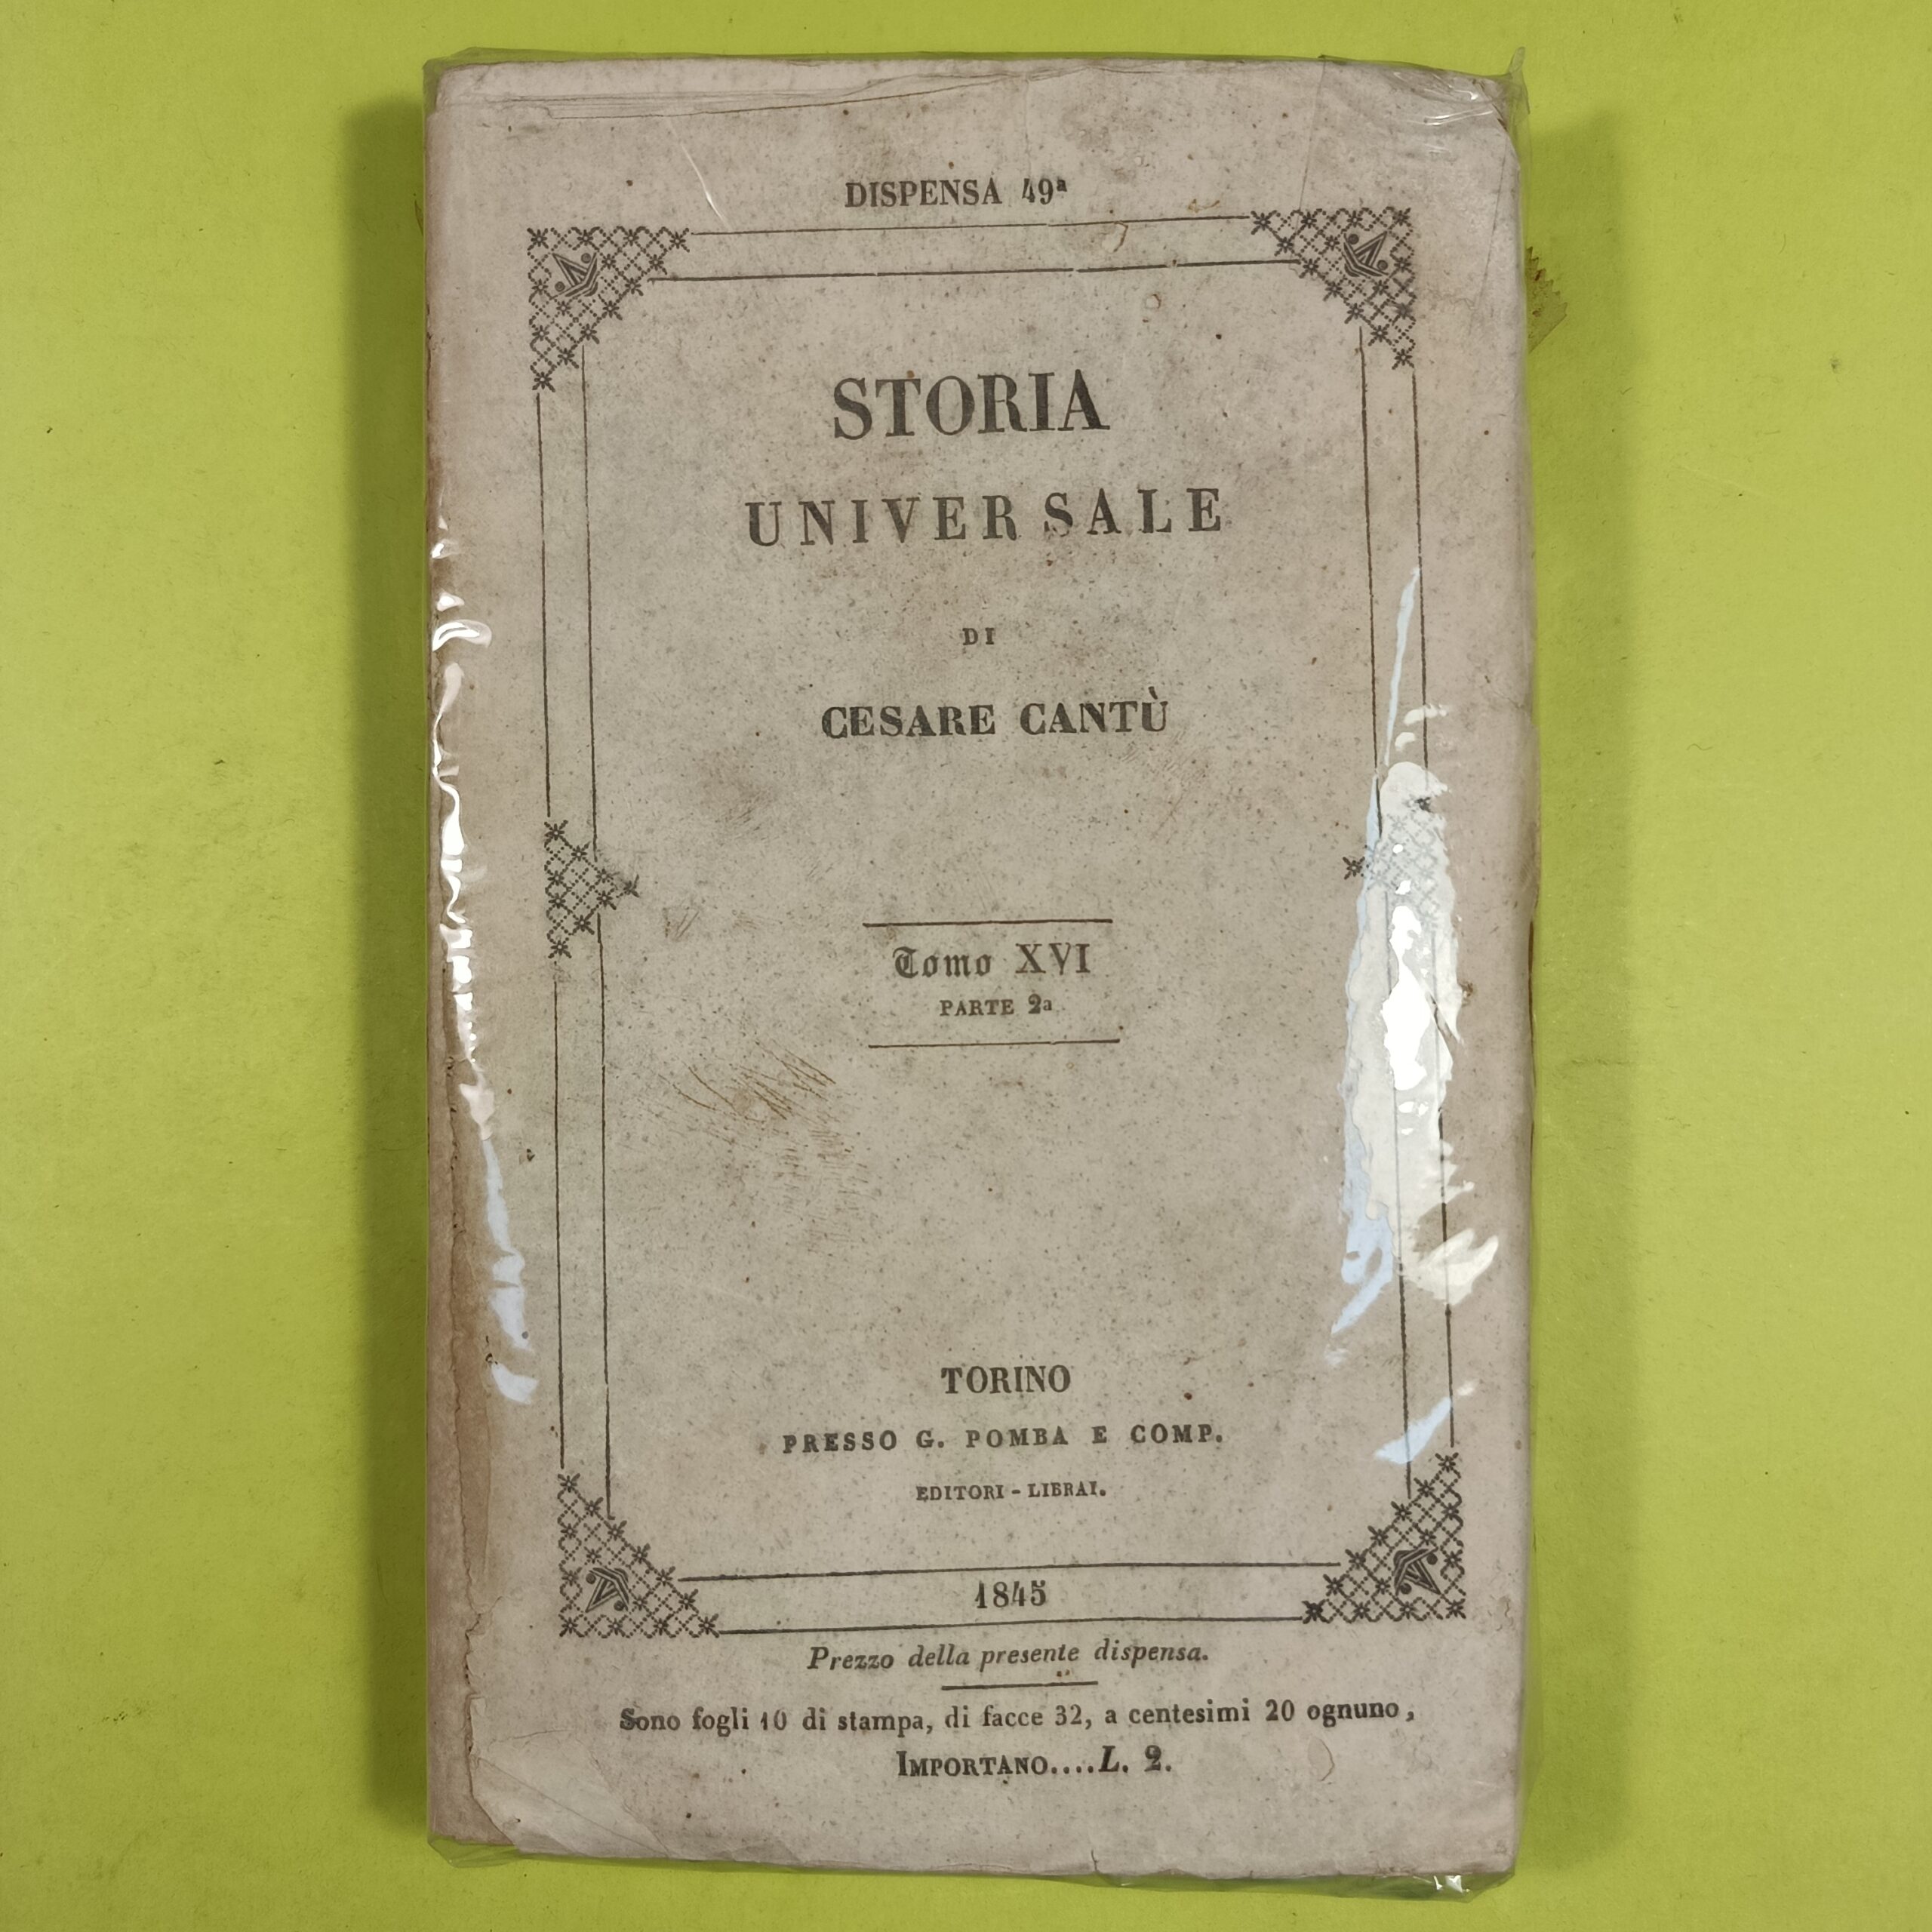 DISPENSA 49ª
STORIA
UNIVERSALE
DI
CESARE CANTÙ
Tomo XVI
PARTE 2ª
TORINO
PRESSO G. POMBA E COMP.
EDITORI-LIBRAI.
1845
Prezzo della presente dispensa.
Sono fogli 10 di stampa, di facce 32, a centesimi 20 ognuno,
IMPORTANO....L. 2.